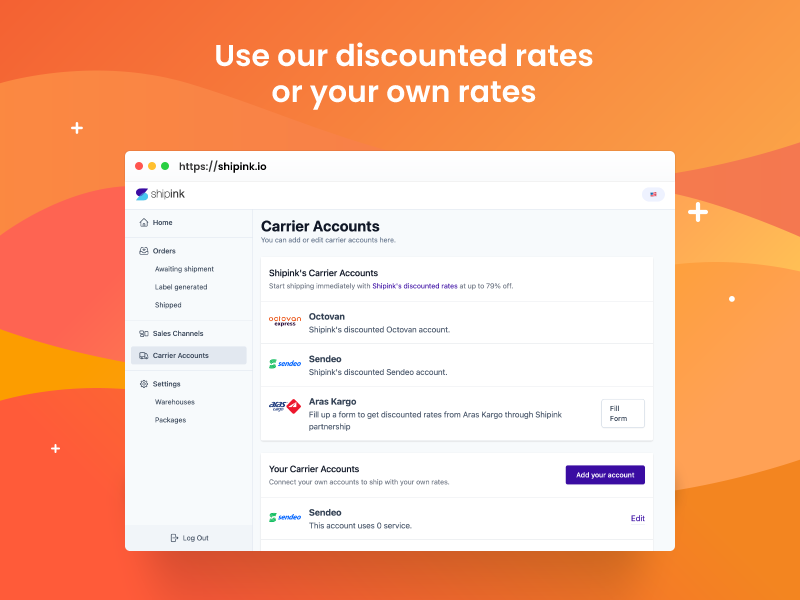 Use our discounted rates
or your own rates
https://shipink.io
shipink
Home
Orders
Awaiting shipment
Label generated
Shipped
Sales Channels
Carrier Accounts
Settings
Warehouses
Packages
Log Out
Carrier Accounts
You can add or edit carrier accounts here.
Shipink's Carrier Accounts
Start shipping immediately with Shipink's discounted rates at up to 79% off.
octovan
express
Octovan
Shipink's discounted Octovan account.
sendeo
Sendeo
Shipink's discounted Sendeo account.
aras
kargo
Aras Kargo
Fill up a form to get discounted rates from Aras Kargo through Shipink
partnership
Fill
Form
Your Carrier Accounts
Connect your own accounts to ship with your own rates.
Add your account
sendeo
Sendeo
This account uses 0 service.
Edit